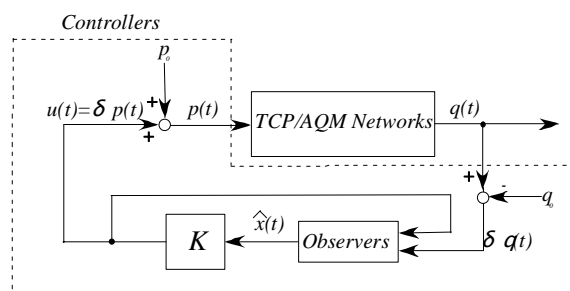 Controllers
p₀
u(t)=δ p(t)
+
+
p(t)
TCP/AQM Networks
q(t)
+
-
q₀
x̂(t)
K
Observers
δ q(t)